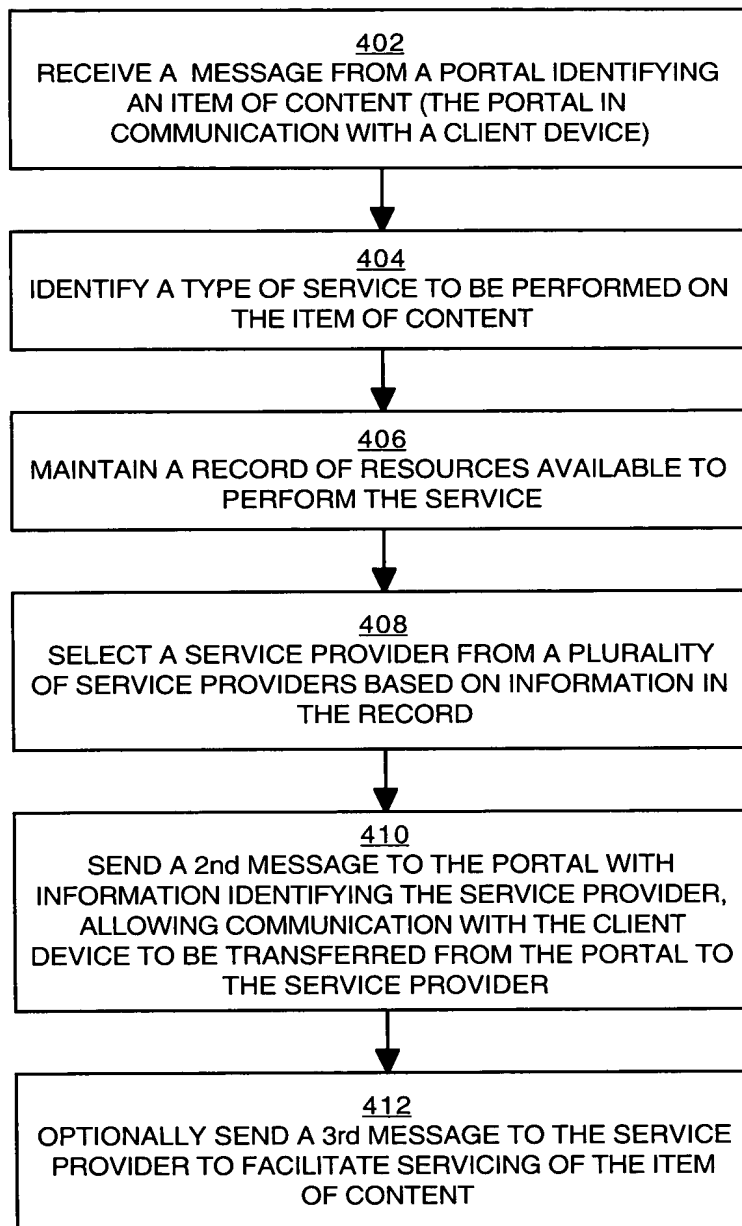 402
RECEIVE A MESSAGE FROM A PORTAL IDENTIFYING
AN ITEM OF CONTENT (THE PORTAL IN
COMMUNICATION WITH A CLIENT DEVICE)
404
IDENTIFY A TYPE OF SERVICE TO BE PERFORMED ON
THE ITEM OF CONTENT
406
MAINTAIN A RECORD OF RESOURCES AVAILABLE TO
PERFORM THE SERVICE
408
SELECT A SERVICE PROVIDER FROM A PLURALITY
OF SERVICE PROVIDERS BASED ON INFORMATION IN
THE RECORD
410
SEND A 2nd MESSAGE TO THE PORTAL WITH
INFORMATION IDENTIFYING THE SERVICE PROVIDER,
ALLOWING COMMUNICATION WITH THE CLIENT
DEVICE TO BE TRANSFERRED FROM THE PORTAL TO
THE SERVICE PROVIDER
412
OPTIONALLY SEND A 3rd MESSAGE TO THE SERVICE
PROVIDER TO FACILITATE SERVICING OF THE ITEM
OF CONTENT